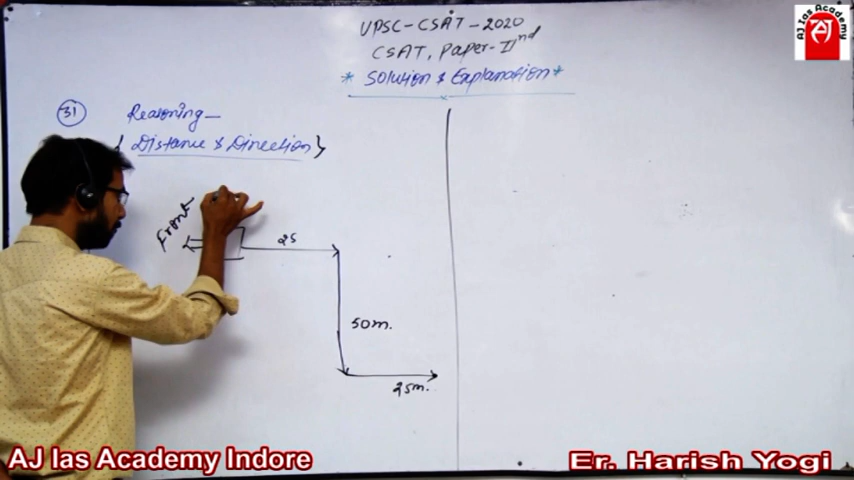 UPSC-CSAT-2020
CSAT, Paper-IInd
* Solution & Explanation *
AJ Ias Academy
AJ
31
Reasoning-
{ Distance & Direction }
Front
25
50m.
25m.
AJ Ias Academy Indore
Er. Harish Yogi